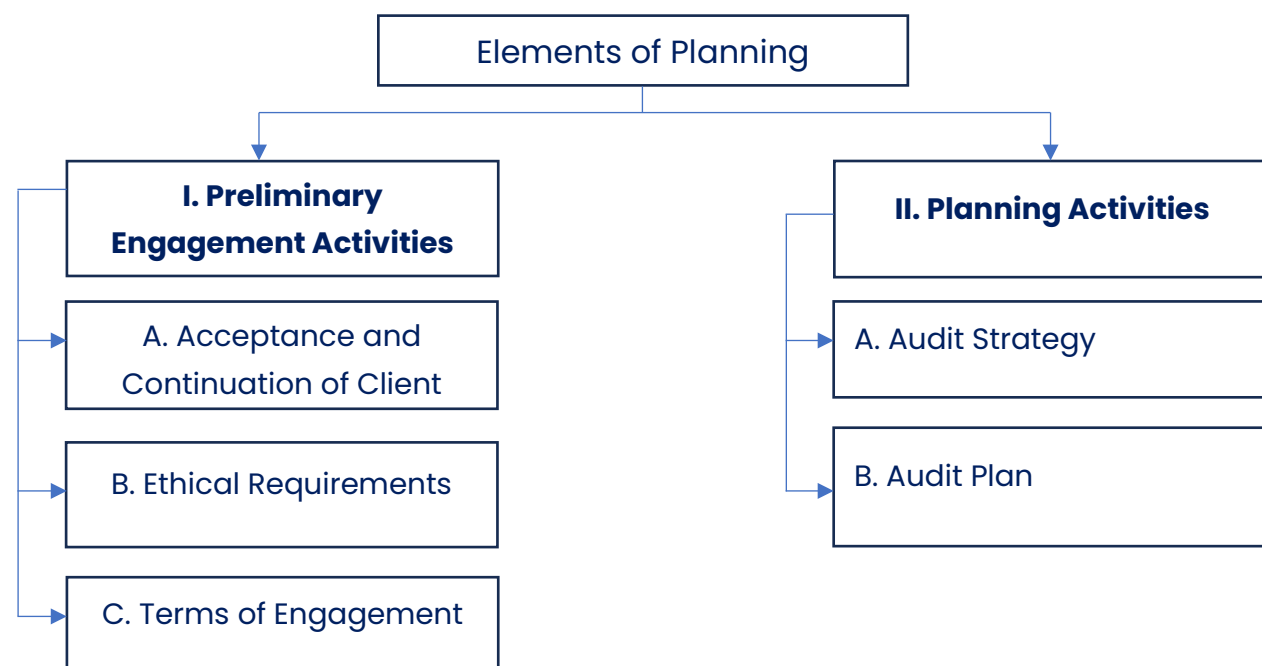 Elements of Planning
I. Preliminary
Engagement Activities
A. Acceptance and
Continuation of Client
B. Ethical Requirements
C. Terms of Engagement
II. Planning Activities
A. Audit Strategy
B. Audit Plan